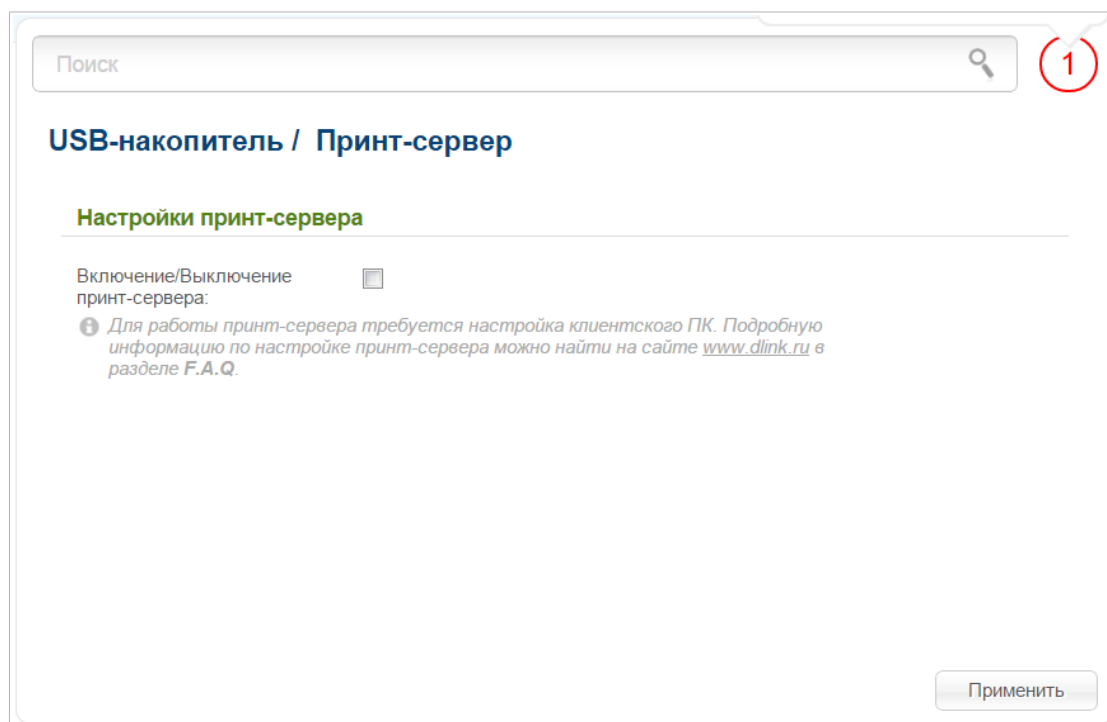 Поиск
1
USB-накопитель / Принт-сервер
Настройки принт-сервера
Включение/Выключение
принт-сервера:
Для работы принт-сервера требуется настройка клиентского ПК. Подробную
информацию по настройке принт-сервера можно найти на сайте www.dlink.ru в
разделе F.A.Q.
Применить